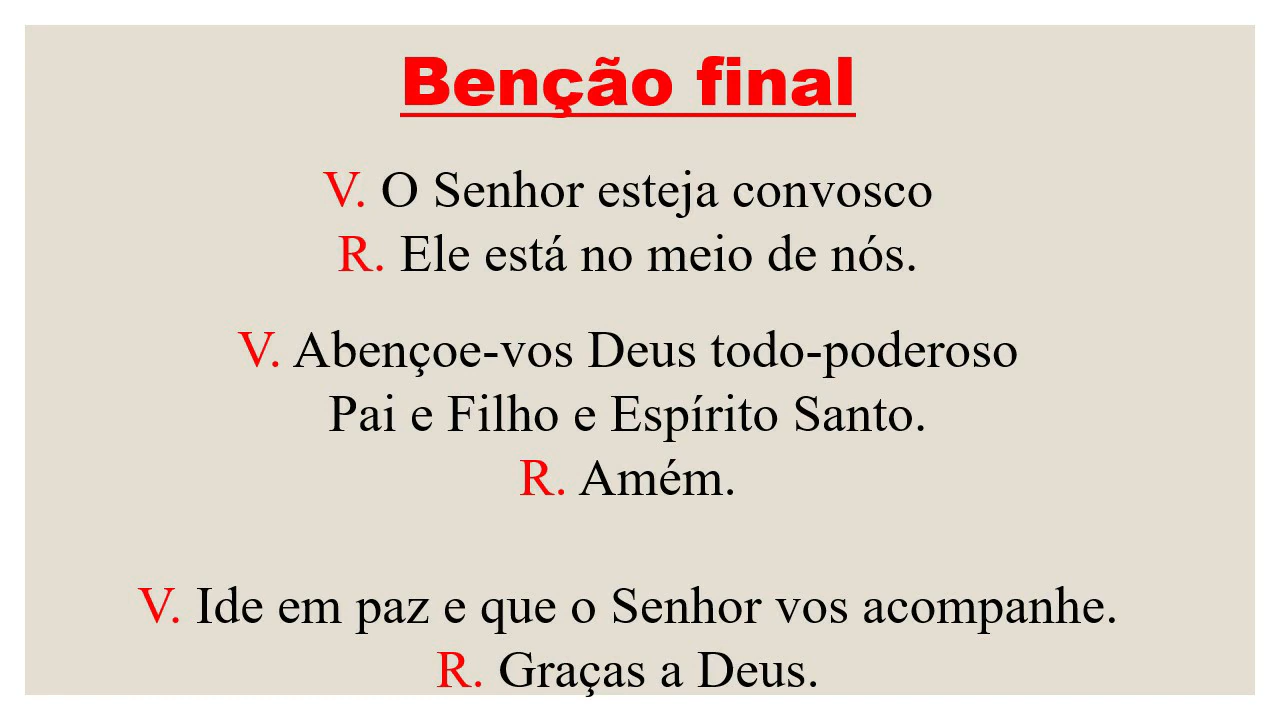 Benção final
V. O Senhor esteja convosco
R. Ele está no meio de nós.
V. Abençoe-vos Deus todo-poderoso
Pai e Filho e Espírito Santo.
R. Amém.
V. Ide em paz e que o Senhor vos acompanhe.
R. Graças a Deus.